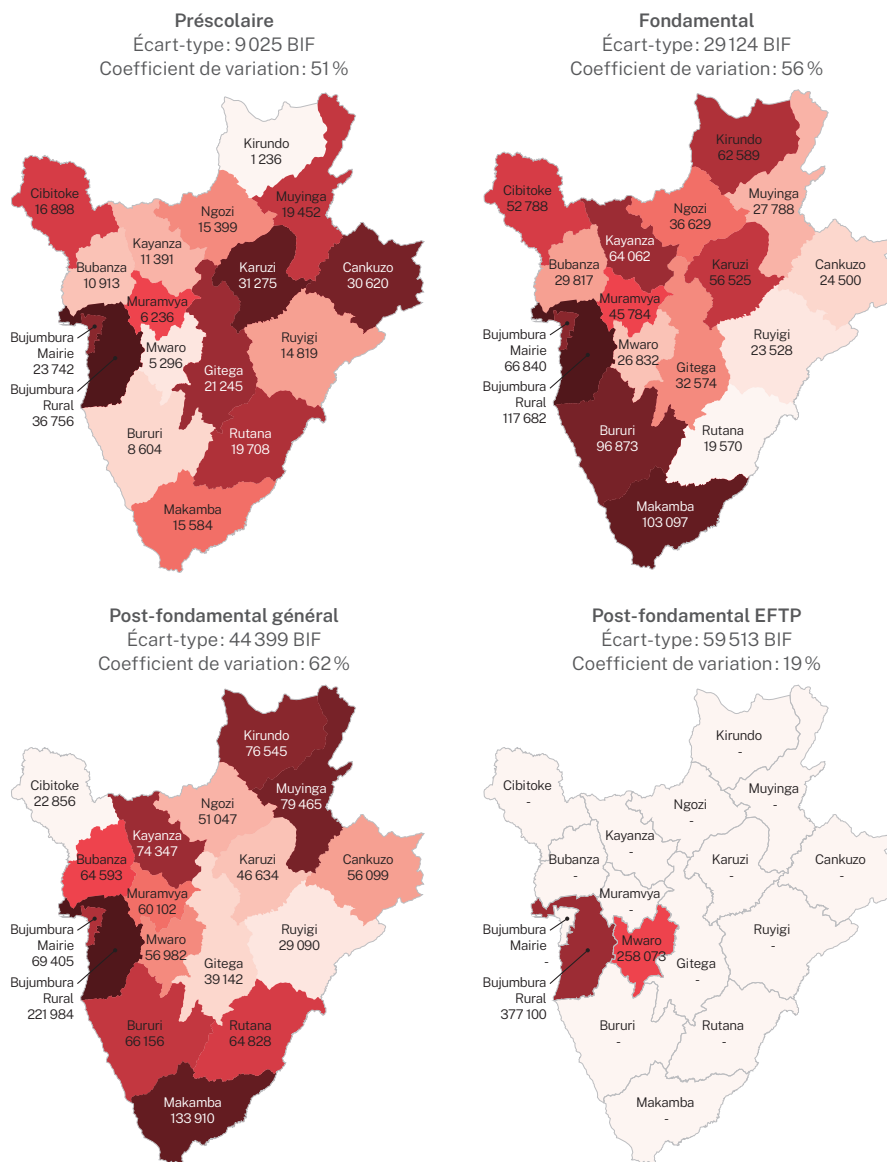 Préscolaire
Écart-type : 9 025 BIF
Coefficient de variation : 51 %
Kirundo
1 236
Cibitoke
16 898
Muyinga
19 452
Ngozi
15 399
Kayanza
11 391
Bubanza
10 913
Karuzi
31 275
Cankuzo
30 620
Muramvya
6 236
Bujumbura
Mairie
23 742
Mwaro
5 296
Ruyigi
14 819
Gitega
21 245
Bujumbura
Rural
36 756
Bururi
8 604
Rutana
19 708
Makamba
15 584
Fondamental
Écart-type : 29 124 BIF
Coefficient de variation : 56 %
Kirundo
62 589
Cibitoke
52 788
Muyinga
27 788
Ngozi
36 629
Kayanza
64 062
Bubanza
29 817
Karuzi
56 525
Cankuzo
24 500
Muramvya
45 784
Bujumbura
Mairie
66 840
Mwaro
26 832
Ruyigi
23 528
Gitega
32 574
Bujumbura
Rural
117 682
Bururi
96 873
Rutana
19 570
Makamba
103 097
Post-fondamental général
Écart-type : 44 399 BIF
Coefficient de variation : 62 %
Kirundo
76 545
Cibitoke
22 856
Muyinga
79 465
Ngozi
51 047
Kayanza
74 347
Bubanza
64 593
Karuzi
46 634
Cankuzo
56 099
Muramvya
60 102
Bujumbura
Mairie
69 405
Mwaro
56 982
Ruyigi
29 090
Gitega
39 142
Bujumbura
Rural
221 984
Bururi
66 156
Rutana
64 828
Makamba
133 910
Post-fondamental EFTP
Écart-type : 59 513 BIF
Coefficient de variation : 19 %
Kirundo
-
Cibitoke
-
Muyinga
-
Ngozi
-
Kayanza
-
Bubanza
-
Karuzi
-
Cankuzo
-
Muramvya
-
Bujumbura
Mairie
-
Mwaro
258 073
Ruyigi
-
Gitega
-
Bujumbura
Rural
377 100
Bururi
-
Rutana
-
Makamba
-